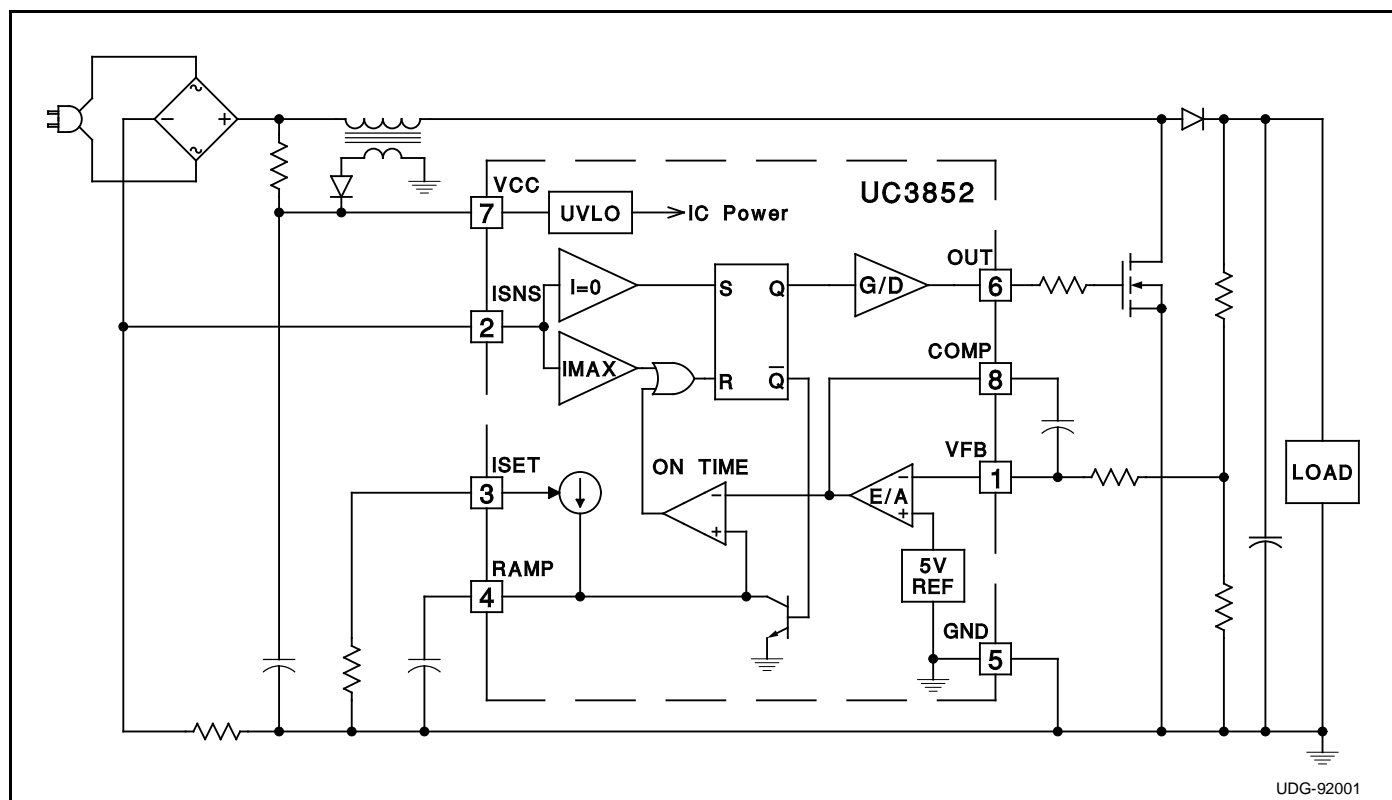 VCC
UC3852
7
UVLO
IC Power
ISNS
I=0
S
Q
G/D
OUT
6
2
IMAX
R
Q̅
COMP
8
ISET
ON TIME
VFB
3
−
E/A
−
1
LOAD
+
+
RAMP
5V
REF
4
GND
5
~
−
+
~
UDG-92001